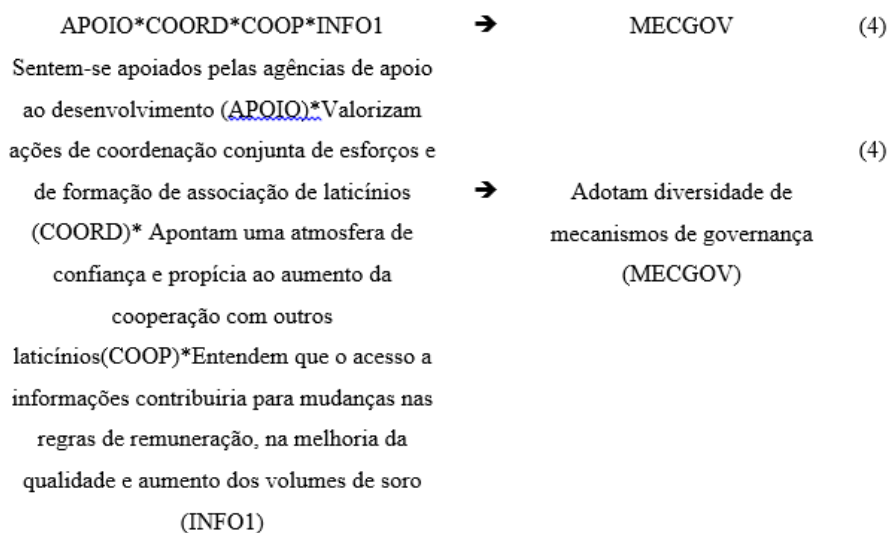 APOIO*COORD*COOP*INFO1 ➔ MECGOV (4)
Sentem-se apoiados pelas agências de apoio
ao desenvolvimento (APOIO)*Valorizam
ações de coordenação conjunta de esforços e (4)
de formação de associação de laticínios ➔ Adotam diversidade de
(COORD)* Apontam uma atmosfera de mecanismos de governança
confiança e propícia ao aumento da (MECGOV)
cooperação com outros
laticínios(COOP)*Entendem que o acesso a
informações contribuiria para mudanças nas
regras de remuneração, na melhoria da
qualidade e aumento dos volumes de soro
(INFO1)